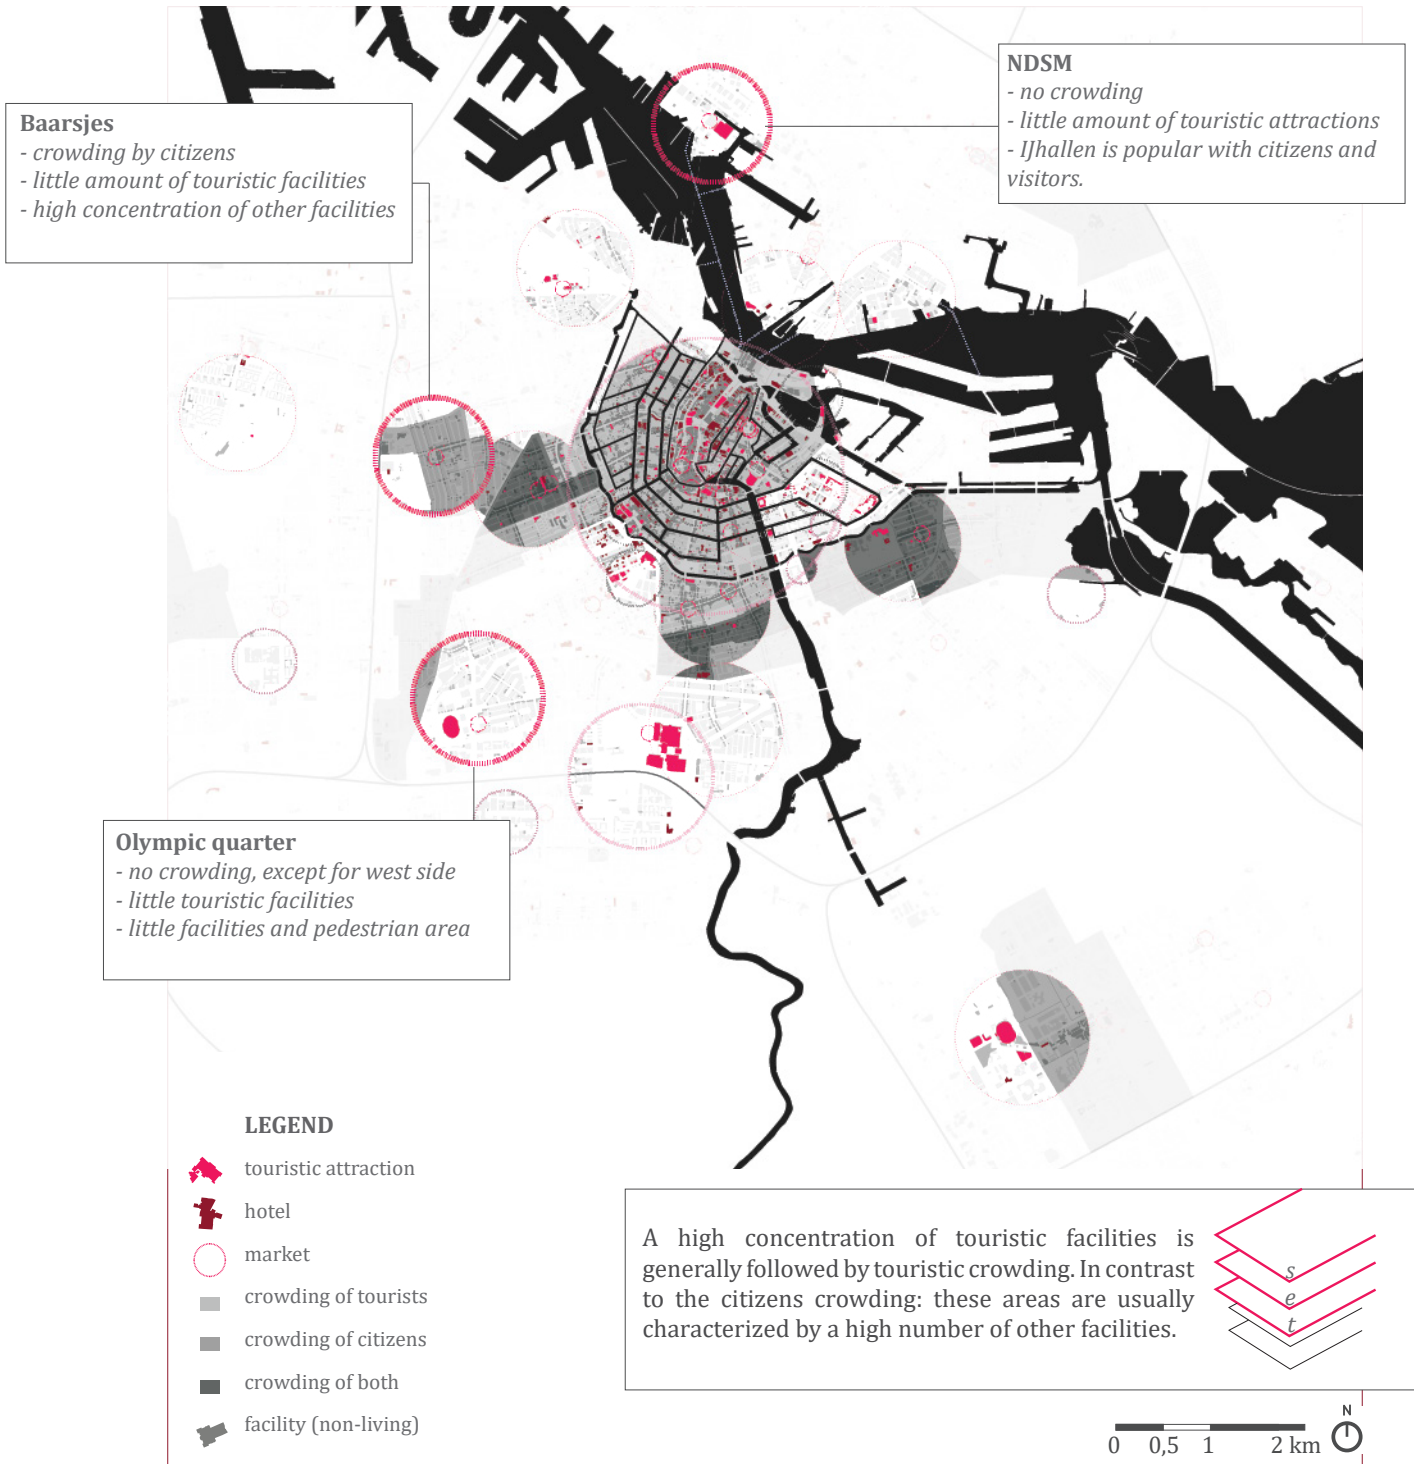 NDSM
- no crowding
- little amount of touristic attractions
- IJhallen is popular with citizens and
visitors.
Baarsjes
- crowding by citizens
- little amount of touristic facilities
- high concentration of other facilities
Olympic quarter
- no crowding, except for west side
- little touristic facilities
- little facilities and pedestrian area
LEGEND
touristic attraction
hotel
market
crowding of tourists
crowding of citizens
crowding of both
facility (non-living)
A high concentration of touristic facilities is
generally followed by touristic crowding. In contrast
to the citizens crowding: these areas are usually
characterized by a high number of other facilities.
s
e
t
N
0 0,5 1 2 km